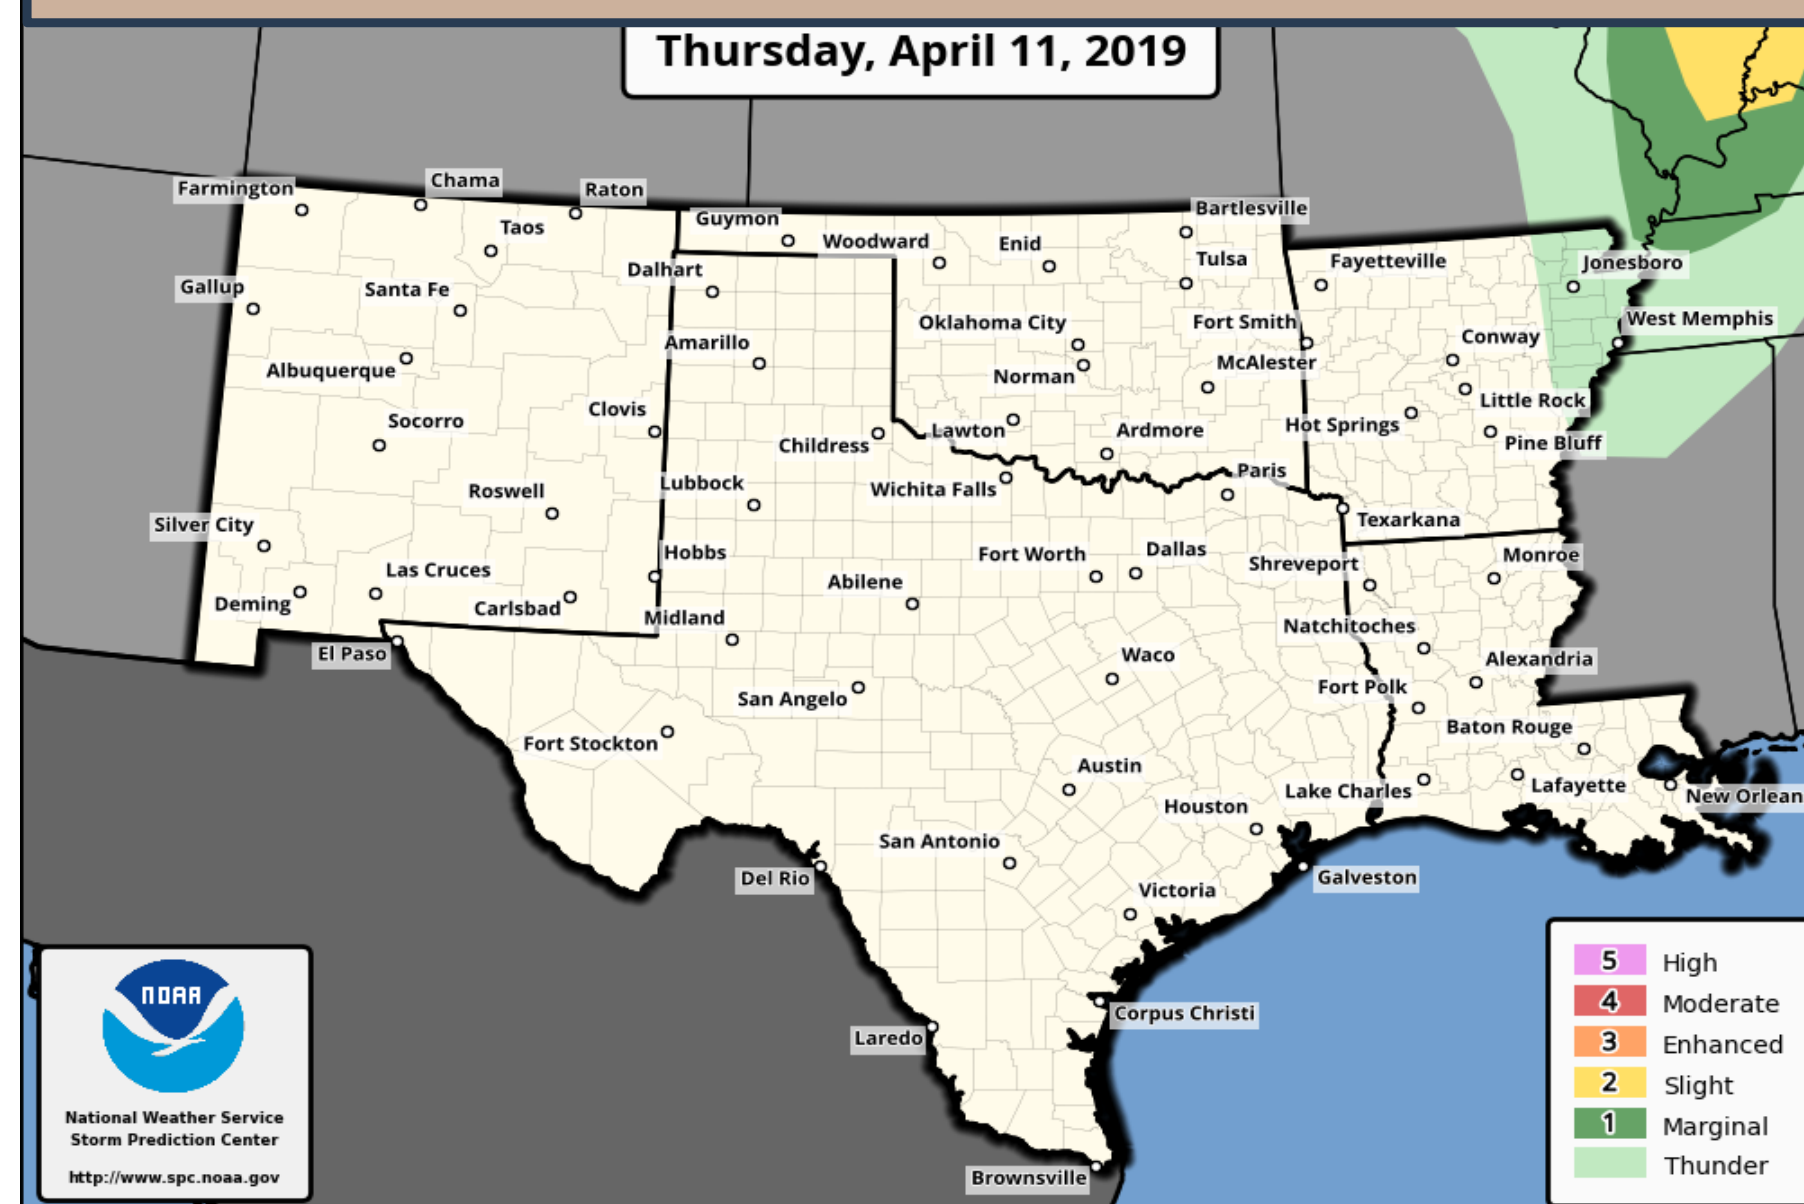 Thursday, April 11, 2019
Farmington
Chama
Raton
Taos
Guymon
Woodward
Enid
Bartlesville
Tulsa
Fayetteville
Jonesboro
Gallup
Santa Fe
Dalhart
Oklahoma City
Fort Smith
West Memphis
Albuquerque
Amarillo
Norman
McAlester
Conway
Socorro
Clovis
Childress
Lawton
Ardmore
Hot Springs
Little Rock
Pine Bluff
Roswell
Lubbock
Wichita Falls
Paris
Texarkana
Silver City
Las Cruces
Hobbs
Fort Worth
Dallas
Shreveport
Monroe
Deming
Carlsbad
Midland
Abilene
Natchitoches
El Paso
San Angelo
Waco
Fort Polk
Alexandria
Fort Stockton
Baton Rouge
Austin
Houston
Lake Charles
Lafayette
New Orlean
San Antonio
Del Rio
Victoria
Galveston
Corpus Christi
Laredo
Brownsville
NOAA
National Weather Service
Storm Prediction Center
http://www.spc.noaa.gov
5 High
4 Moderate
3 Enhanced
2 Slight
1 Marginal
Thunder